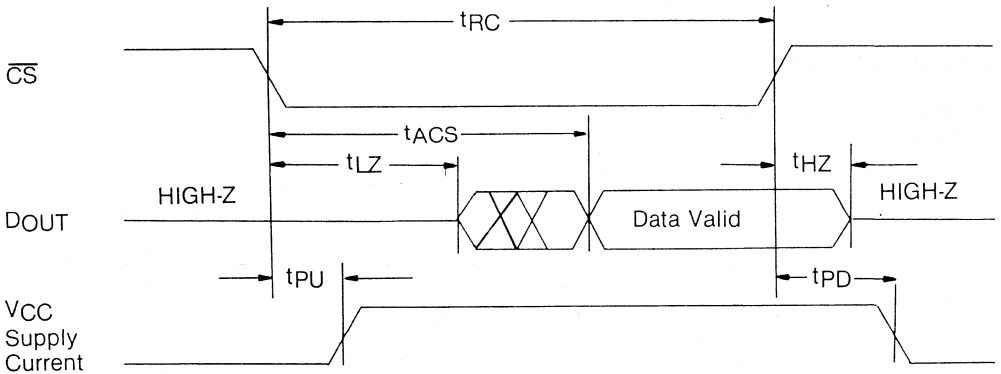 tRC
CS
tACS
tLZ
tHZ
HIGH-Z
HIGH-Z
DOUT
Data Valid
tPU
tPD
VCC
Supply
Current